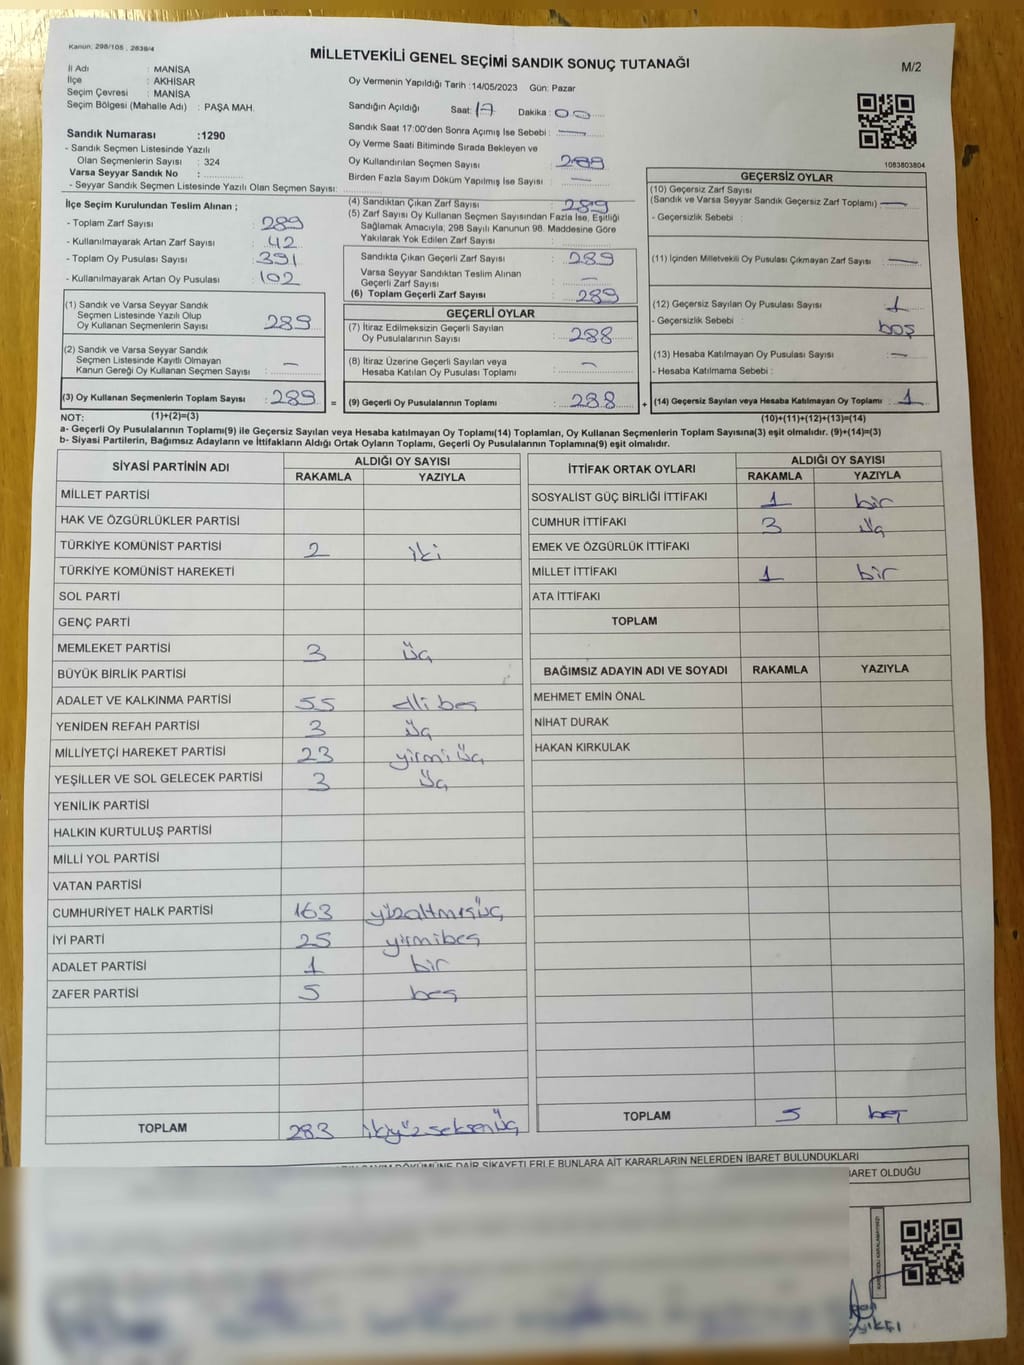 Kanun: 298/105 , 2839/4
MİLLETVEKİLİ GENEL SEÇİMİ SANDIK SONUÇ TUTANAĞI
M/2
İl Adı : MANİSA
İlçe : AKHİSAR
Seçim Çevresi : MANİSA
Seçim Bölgesi (Mahalle Adı) : PAŞA MAH.
Oy Vermenin Yapıldığı Tarih :14/05/2023 Gün: Pazar
Sandığın Açıldığı Saat: 17 Dakika : 00
Sandık Saat 17:00'den Sonra Açılmış İse Sebebi : —
Oy Verme Saati Bitiminde Sırada Bekleyen ve
Oy Kullandırılan Seçmen Sayısı : 288
Birden Fazla Sayım Döküm Yapılmış İse Sayısı : —
1083803804
Sandık Numarası :1290
- Sandık Seçmen Listesinde Yazılı
Olan Seçmenlerin Sayısı : 324
Varsa Seyyar Sandık No :
- Seyyar Sandık Seçmen Listesinde Yazılı Olan Seçmen Sayısı:
İlçe Seçim Kurulundan Teslim Alınan ;
- Toplam Zarf Sayısı : 289
- Kullanılmayarak Artan Zarf Sayısı : 42
- Toplam Oy Pusulası Sayısı : 391
- Kullanılmayarak Artan Oy Pusulası : 102
(1) Sandık ve Varsa Seyyar Sandık
Seçmen Listesinde Yazılı Olup
Oy Kullanan Seçmenlerin Sayısı : 289
(2) Sandık ve Varsa Seyyar Sandık
Seçmen Listesinde Kayıtlı Olmayan
Kanun Gereği Oy Kullanan Seçmen Sayısı : —
(3) Oy Kullanan Seçmenlerin Toplam Sayısı : 289 =
(4) Sandıktan Çıkan Zarf Sayısı : 289
(5) Zarf Sayısı Oy Kullanan Seçmen Sayısından Fazla İse, Eşitliği
Sağlamak Amacıyla; 298 Sayılı Kanunun 98. Maddesine Göre
Yakılarak Yok Edilen Zarf Sayısı :
Sandıkta Çıkan Geçerli Zarf Sayısı : 289
Varsa Seyyar Sandıktan Teslim Alınan
Geçerli Zarf Sayısı : —
(6) Toplam Geçerli Zarf Sayısı : 289
GEÇERLİ OYLAR
(7) İtiraz Edilmeksizin Geçerli Sayılan
Oy Pusulalarının Sayısı : 288
(8) İtiraz Üzerine Geçerli Sayılan veya
Hesaba Katılan Oy Pusulası Toplamı : —
(9) Geçerli Oy Pusulalarının Toplamı : 288 +
GEÇERSİZ OYLAR
(10) Geçersiz Zarf Sayısı
(Sandık ve Varsa Seyyar Sandık Geçersiz Zarf Toplamı) : —
- Geçersizlik Sebebi :
(11) İçinden Milletvekili Oy Pusulası Çıkmayan Zarf Sayısı : —
(12) Geçersiz Sayılan Oy Pusulası Sayısı : 1
- Geçersizlik Sebebi : boş
(13) Hesaba Katılmayan Oy Pusulası Sayısı : —
- Hesaba Katılmama Sebebi :
(14) Geçersiz Sayılan veya Hesaba Katılmayan Oy Toplamı : 1
NOT: (1)+(2)=(3) (10)+(11)+(12)+(13)=(14)
a- Geçerli Oy Pusulalarının Toplamı(9) ile Geçersiz Sayılan veya Hesaba katılmayan Oy Toplamı(14) Toplamları, Oy Kullanan Seçmenlerin Toplam Sayısına(3) eşit olmalıdır. (9)+(14)=(3)
b- Siyasi Partilerin, Bağımsız Adayların ve İttifakların Aldığı Ortak Oyların Toplamı, Geçerli Oy Pusulalarının Toplamına(9) eşit olmalıdır.
SİYASİ PARTİNİN ADI ALDIĞI OY SAYISI
RAKAMLA YAZIYLA
MİLLET PARTİSİ
HAK VE ÖZGÜRLÜKLER PARTİSİ
TÜRKİYE KOMÜNİST PARTİSİ 2 iki
TÜRKİYE KOMÜNİST HAREKETİ
SOL PARTİ
GENÇ PARTİ
MEMLEKET PARTİSİ 3 üç
BÜYÜK BİRLİK PARTİSİ
ADALET VE KALKINMA PARTİSİ 55 elli beş
YENİDEN REFAH PARTİSİ 3 üç
MİLLİYETÇİ HAREKET PARTİSİ 23 yirmi üç
YEŞİLLER VE SOL GELECEK PARTİSİ 3 üç
YENİLİK PARTİSİ
HALKIN KURTULUŞ PARTİSİ
MİLLİ YOL PARTİSİ
VATAN PARTİSİ
CUMHURİYET HALK PARTİSİ 163 yüzaltmışüç
İYİ PARTİ 25 yirmibeş
ADALET PARTİSİ 1 bir
ZAFER PARTİSİ 5 beş
TOPLAM 283 ikiyüzseksenüç
İTTİFAK ORTAK OYLARI ALDIĞI OY SAYISI
RAKAMLA YAZIYLA
SOSYALİST GÜÇ BİRLİĞİ İTTİFAKI 1 bir
CUMHUR İTTİFAKI 3 üç
EMEK VE ÖZGÜRLÜK İTTİFAKI
MİLLET İTTİFAKI 1 bir
ATA İTTİFAKI
TOPLAM
BAĞIMSIZ ADAYIN ADI VE SOYADI RAKAMLA YAZIYLA
MEHMET EMİN ÖNAL
NİHAT DURAK
HAKAN KIRKULAK
TOPLAM 5 beş
DÖKÜMÜNE DAİR ŞİKAYETLERLE BUNLARA AİT KARARLARIN NELERDEN İBARET BULUNDUKLARI
İBARET OLDUĞU